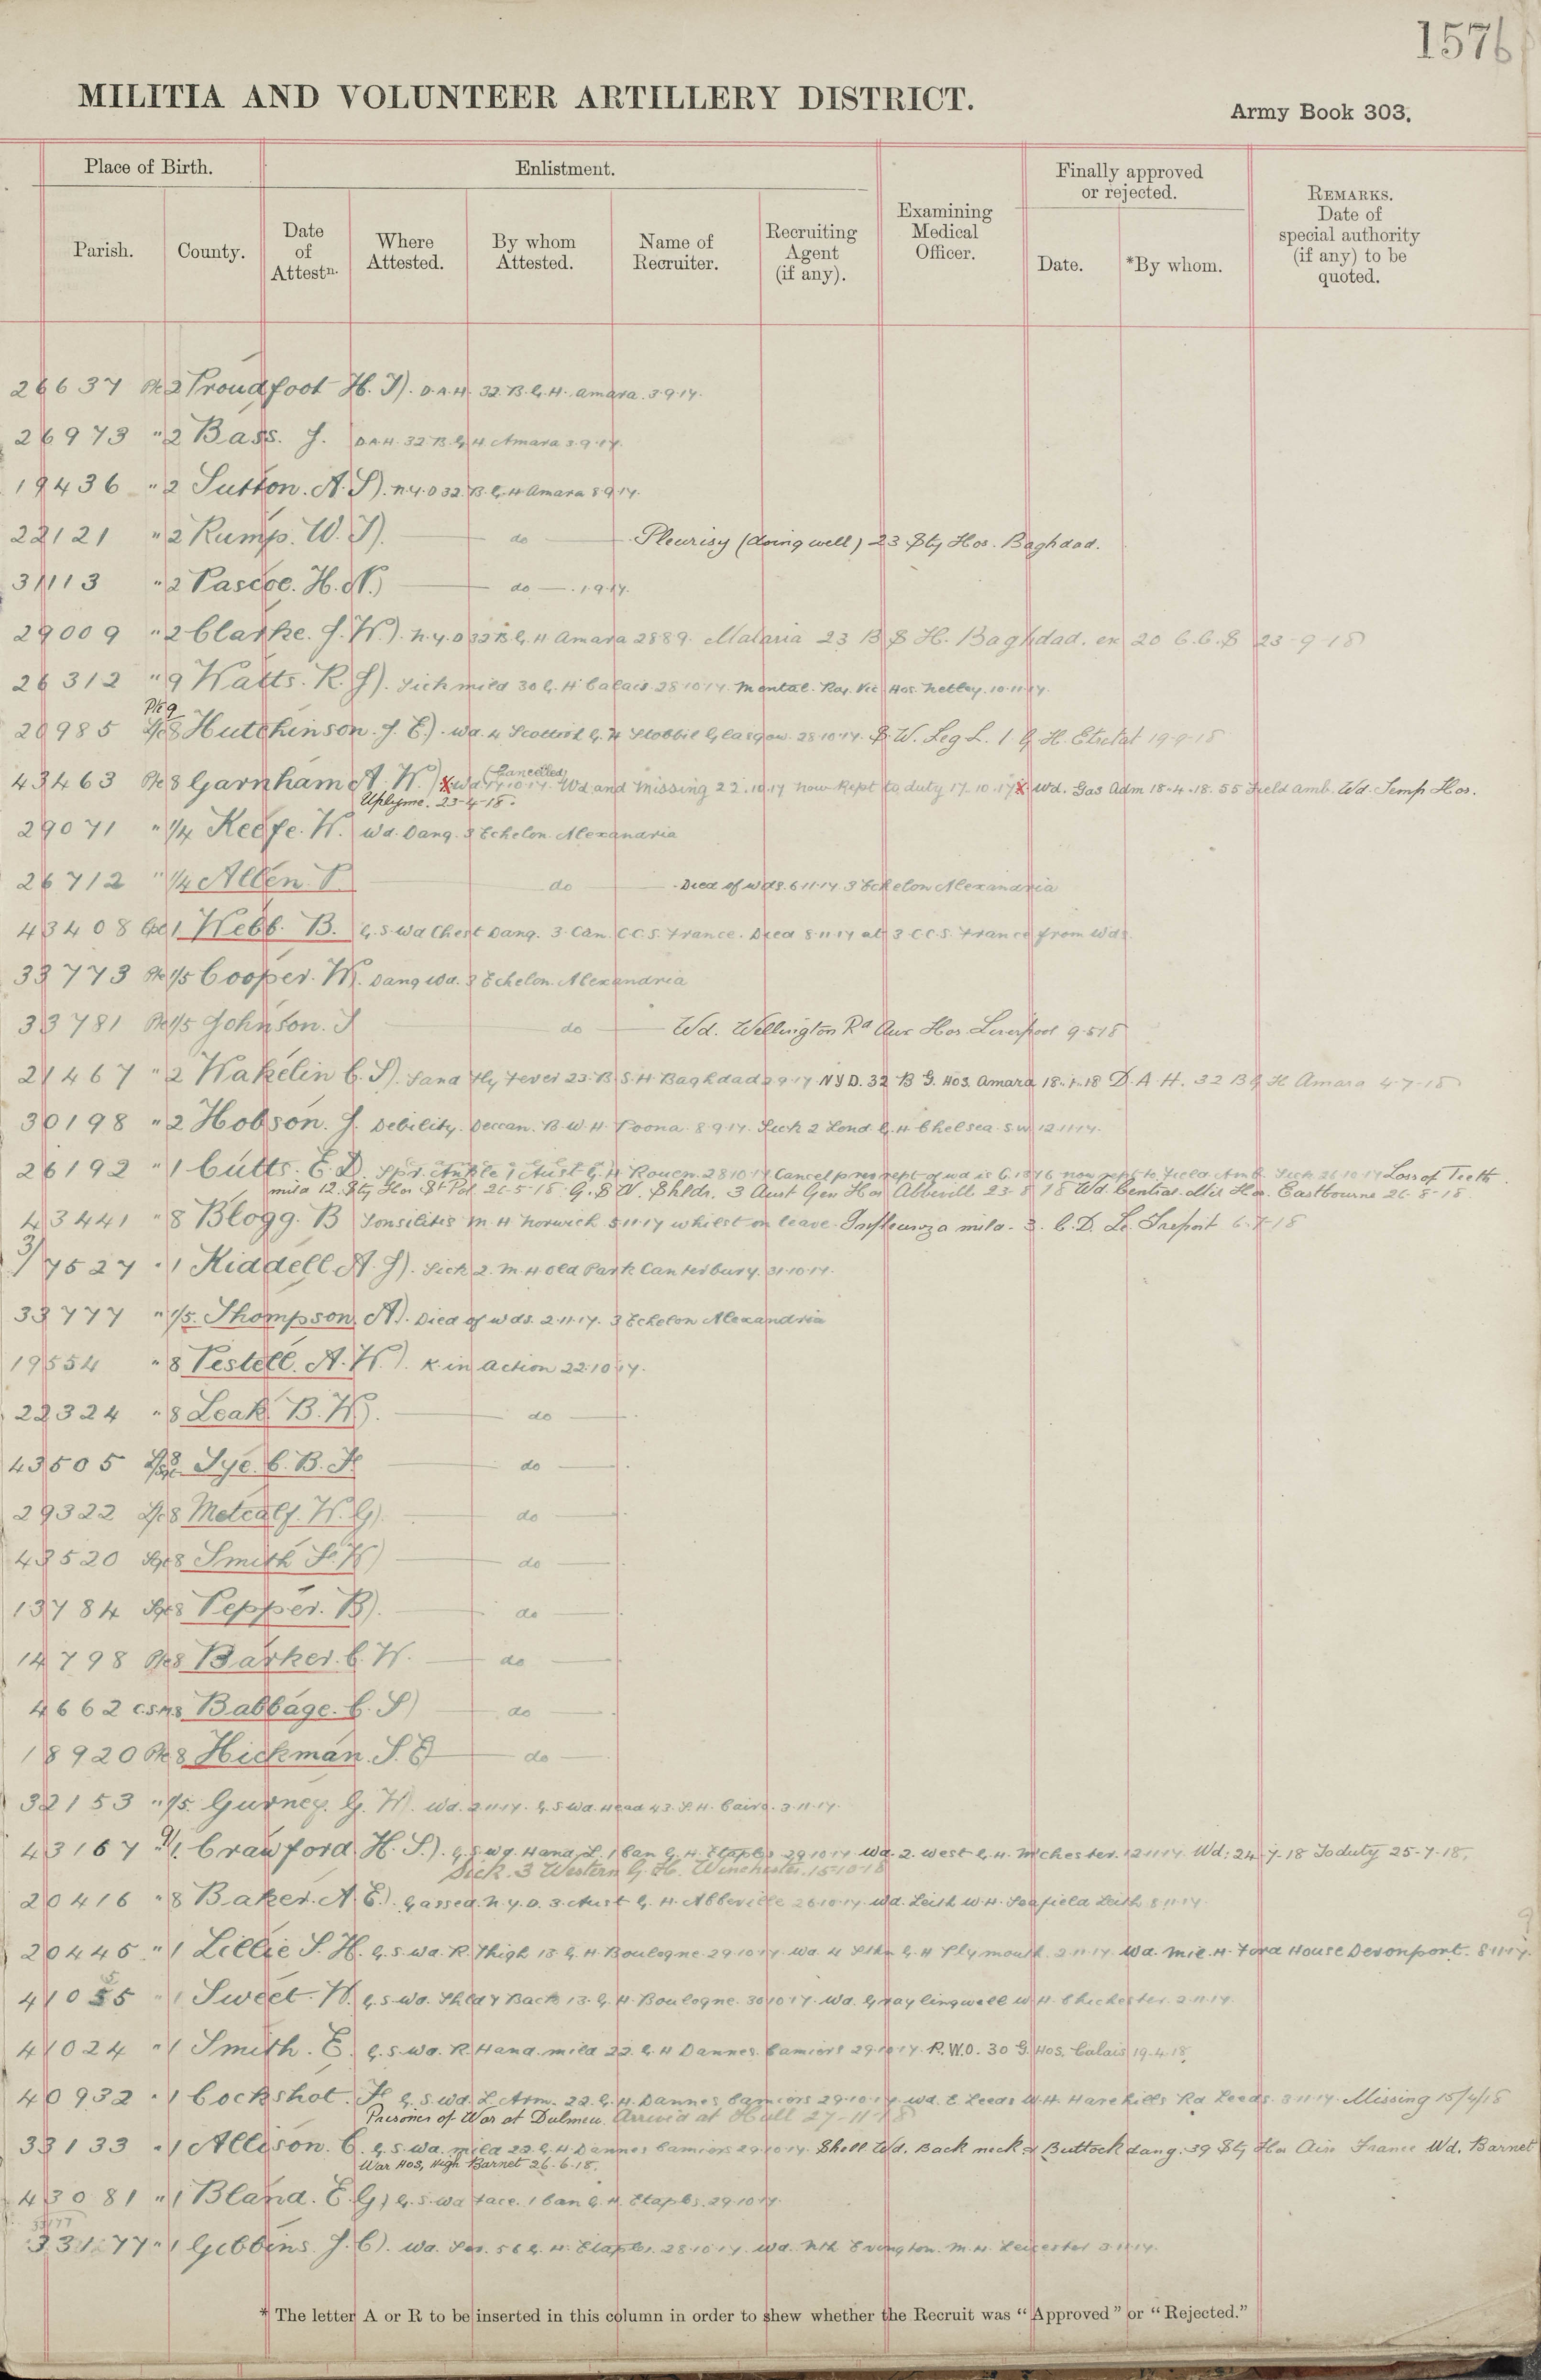 1576
MILITIA AND VOLUNTEER ARTILLERY DISTRICT.
Army Book 303.
Place of Birth.
Enlistment.
Finally approved or rejected.
Parish.
County.
Date of Attestn.
Where Attested.
By whom Attested.
Name of Recruiter.
Recruiting Agent (if any).
Examining Medical Officer.
Date.
*By whom.
REMARKS. Date of special authority (if any) to be quoted.
26637 Pte 2 Proudfoot H. J). D.A.H. 32. B.G.H. Amara. 3.9.17.
26973 " 2 Bass. J. D.A.H. 32 B.G.H Amara 3.9.17.
19436 " 2 Sutton. A. S). N.Y.D 32. B.G.H Amara 8 9 17.
22121 " 2 Rump. W. J). do Pleurisy (doing well) 23 Sty Hos. Baghdad.
31113 " 2 Pascoe. H. N.) do . 1.9.17.
29009 " 2 Clarke. J. W.). N.Y.D 32 B.G.H Amara 28 8 9. Malaria 23 B S H. Baghdad. ex 20 C.C.S 23-9-18
26312 " 9 Watts. R. J). Sick mild 30 G.H Calais 28 10 17. Mental. Roy. Vic Hos. Netley. 10.11.17.
Pte 9
20985 L/c 8 Hutchinson. J. E). Wd. 4 Scottish G. H Stobhill Glasgow. 28.10.17. S. W. Leg L. 1 G H. Etretat 19-9-18
43463 Pte 8 Garnham A. W.) X Wd 17.10.17. (Cancelled) Wd and Missing 22.10.17 now Rept to duty 17.10.17 X Wd. Gas Adm 18-4-18. 55 Field Amb. Wd. Temp Hos.
Uplyme. 23-4-18.
29071 " 1/4 Keefe. W. Wd. Dang. 3 Echelon. Alexandria
26712 " 1/4 Allen. P. do Died of wds. 6.11.17. 3 Echelon Alexandria
43408 Cpl 1 Webb. B. G.S.Wd Chest Dang. 3. Can. C.C.S. France. Died 8.11.17 at 3 C.C.S. France from Wds
33773 Pte 1/5 Cooper. W. Dang Wd. 3 Echelon. Alexandria
33781 Pte 1/5 Johnson. J do Wd. Wellington Rd Aux Hos Liverpool 9-5-18
21467 " 2 Wakelin C. S). Sand Fly Fever 23. B.S.H Baghdad 2 9 17 NYD. 32 B G. Hos. Amara 18.1.18 D. A. H. 32 B G H Amara 4-7-18
30198 " 2 Hobson. J. Debility. Deccan. B. W. H. Poona. 8 9 17. Sick 2 Lond. G. H Chelsea. S W 12.11.17.
26192 " 1 Cutts. E. D. Spr. Ankle 1 Aust G. H Rouen. 28 10 17 Cancel prev rept of wd now rept to Field Amb. Sick 26.10.17 Loss of Teeth.
mild 12. Sty Hos St Pol 26-5-18. G. S W. Shldr. 3 Aust Gen Hos Abbevill 23-8-18 Wd Central Mil Hos. Eastbourne 26-8-18
43441 " 8 Blogg. B Tonsilitis M. H Norwich 5.11.17 whilst on leave. Influenza mild. 3. C. D. Le Treport 6-7-18
3/7527 " 1 Kiddell A. J). Sick 2. M. H Old Park Canterbury. 31.10.17.
33777 " 1/5. Thompson. A). Died of wds. 2.11.17. 3 Echelon Alexandria
19554 " 8 Pestell. A. W.). K. in action 22.10.17.
22324 " 8 Leak B. W). do
43505 8 Tye. C. B. F do
29322 L/c 8 Metcalf. W. G). do
43520 Sgt 8 Smith F. W) do
13784 Sgt 8 Pepper. B). do
14798 Pte 8 Barker. C. W. do
4662 C.S.M 8 Babbage. C. S) do
18920 Pte 8 Hickman. S. E do
32153 " 1/5. Gurney. G. W. Wd. 2.11.17. G.S Wd. Head 43. S. H. Cairo. 3.11.17.
43167 " 1. Crawford. H. S). G.S Wd. Hand, L. 1 Can G. H. Etaples 29 10 17. Wd. 2. West G. H. M'chester. 12 11 17. Wd: 24-7-18 To duty 25-7-18.
Sick. 3 Western G. H. Winchester. 15-10-18
20416 " 8 Baker. A. E). Gassed. N.Y.D. 3. Aust G. H. Abbeville 26.10.17. Wd. Leith W. H. Seafield Leith 8.11.17.
20445 " 1 Lillie S. H. G. S. Wd. R. Thigh 13 G. H. Boulogne. 29.10.17. Wd. 4 Sthn G. H Plymouth. 2.11.17. Wd. Mil. H. Ford House Devonport. 8 11 17.
41055 " 1 Sweet. W. G.S. Wd. Shld & Back 13. G. H. Boulogne. 30 10 17. Wd. Graylingwell W. H. Chichester. 2.11.17.
41024 " 1 Smith. E. G. S. Wd. R. Hand. mild 22. G. H Dannes Camiers 29.10.17. P.W.O. 30 G. Hos. Calais 19.4.18.
40932 " 1 Cockshot. F G. S. Wd. L. Arm. 22. G. H. Dannes Camiers 29.10.17. Wd. E Leeds W. H. Harehills Rd Leeds. 3.11.17. Missing 15/4/18
Prisoner of War at Dulmen. Arrived at Hull 27-11-18
33133 " 1 Allison. C. G. S. Wd. mild 22. G. H Dannes Camiers 29.10.17. Shell Wd. Back neck & Buttock dang. 39 Sty Hos Aire France Wd. Barnet
War Hos, High Barnet 26.6.18.
43081 " 1 Bland. E. G) G. S. Wd Face. 1 Can G. H. Etaples. 29.10.17.
33177
33177 " 1 Gibbins. J. C). Wd. 56 G. H. Etaples. 28.10.17. Wd. Nth Evington. M. H. Leicester 3.11.17.
* The letter A or R to be inserted in this column in order to shew whether the Recruit was "Approved" or "Rejected."